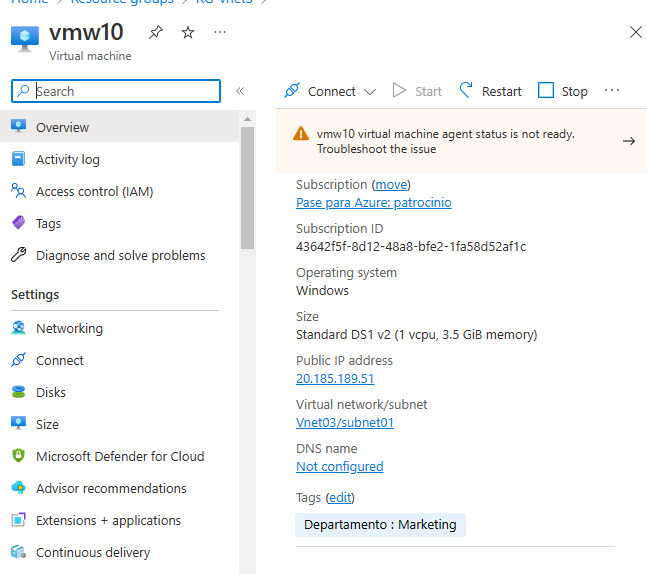 Home > Resource groups > RG-vnets >
vmw10
Virtual machine
Search
Connect
Start
Restart
Stop
Overview
Activity log
Access control (IAM)
Tags
Diagnose and solve problems
Settings
Networking
Connect
Disks
Size
Microsoft Defender for Cloud
Advisor recommendations
Extensions + applications
Continuous delivery
vmw10 virtual machine agent status is not ready.
Troubleshoot the issue
Subscription (move)
Pase para Azure: patrocinio
Subscription ID
43642f5f-8d12-48a8-bfe2-1fa58d52af1c
Operating system
Windows
Size
Standard DS1 v2 (1 vcpu, 3.5 GiB memory)
Public IP address
20.185.189.51
Virtual network/subnet
Vnet03/subnet01
DNS name
Not configured
Tags (edit)
Departamento : Marketing